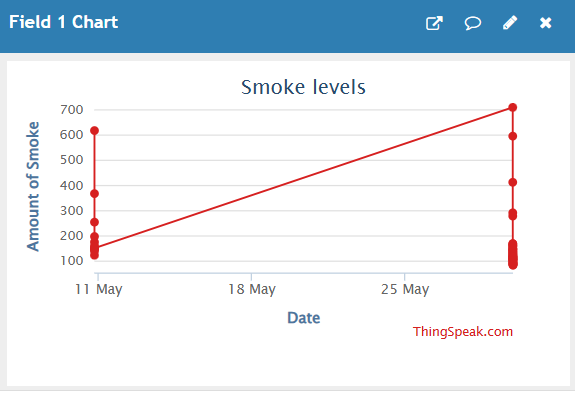 Field 1 Chart
Smoke levels
Amount of Smoke
700
600
500
400
300
200
100
11 May
18 May
25 May
Date
ThingSpeak.com